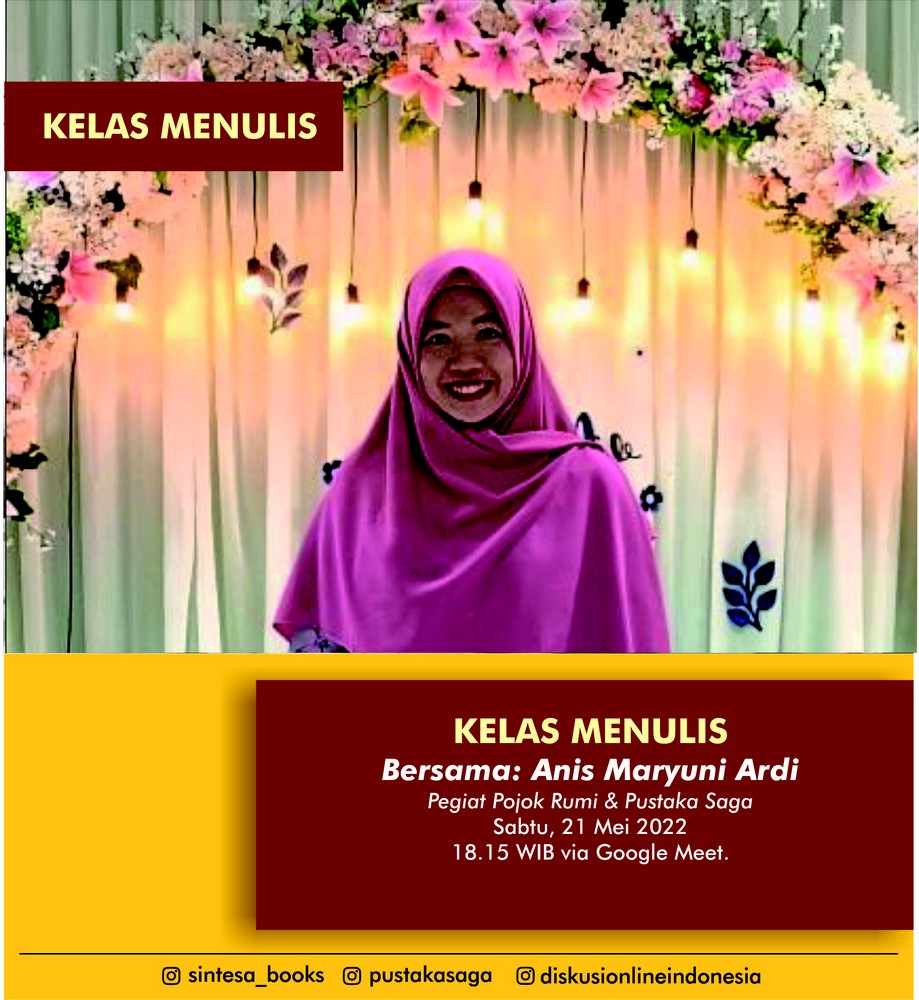 KELAS MENULIS
KELAS MENULIS
Bersama: Anis Maryuni Ardi
Pegiat Pojok Rumi & Pustaka Saga
Sabtu, 21 Mei 2022
18.15 WIB via Google Meet.
sintesa_books pustakasaga diskusionlineindonesia